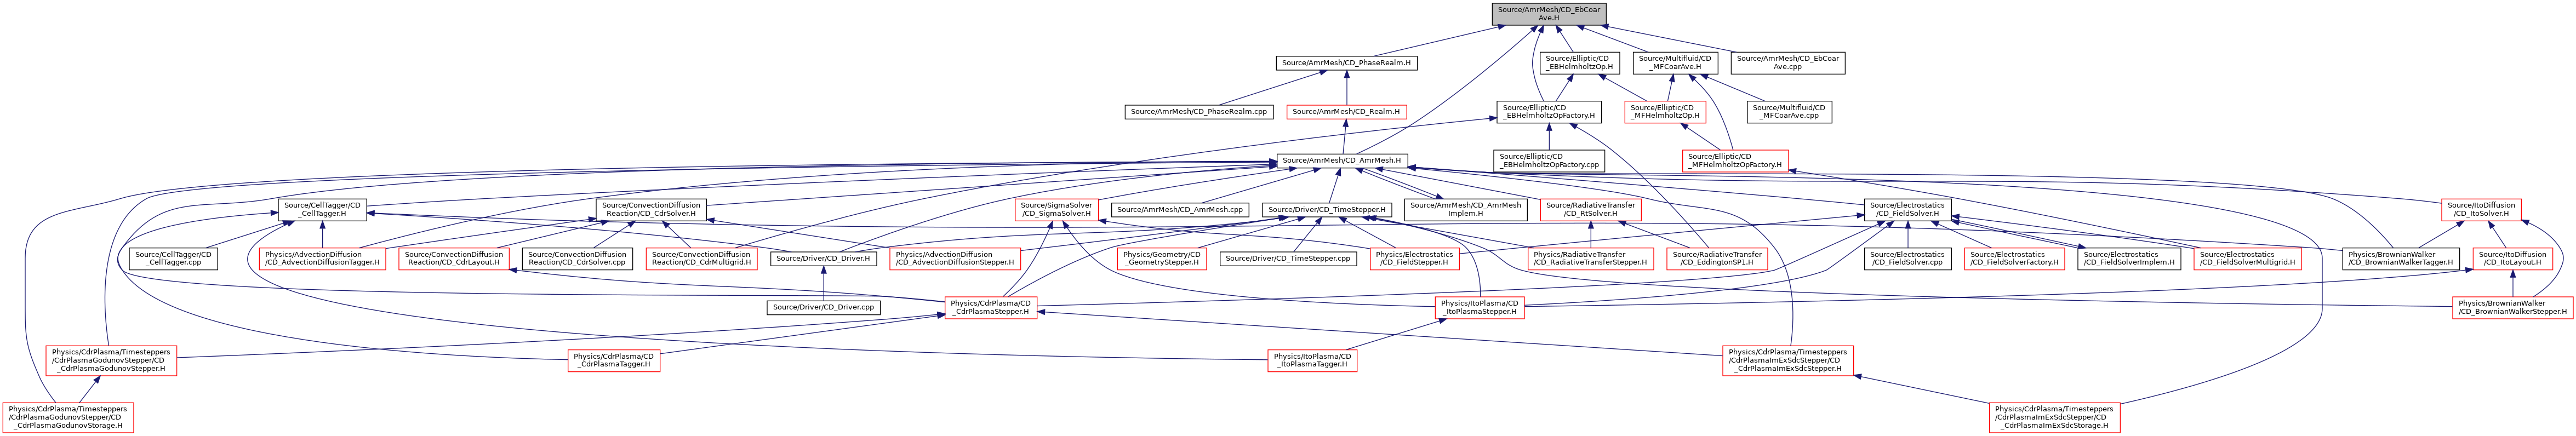 Source/AmrMesh/CD_EbCoar
Ave.H
Source/AmrMesh/CD_PhaseRealm.H
Source/Elliptic/CD
_EBHelmholtzOp.H
Source/Multifluid/CD
_MFCoarAve.H
Source/AmrMesh/CD_EbCoar
Ave.cpp
Source/AmrMesh/CD_PhaseRealm.cpp
Source/AmrMesh/CD_Realm.H
Source/Elliptic/CD
_EBHelmholtzOpFactory.H
Source/Elliptic/CD
_MFHelmholtzOp.H
Source/Multifluid/CD
_MFCoarAve.cpp
Source/AmrMesh/CD_AmrMesh.H
Source/Elliptic/CD
_EBHelmholtzOpFactory.cpp
Source/Elliptic/CD
_MFHelmholtzOpFactory.H
Source/CellTagger/CD
_CellTagger.H
Source/ConvectionDiffusion
Reaction/CD_CdrSolver.H
Source/SigmaSolver
/CD_SigmaSolver.H
Source/AmrMesh/CD_AmrMesh.cpp
Source/Driver/CD_TimeStepper.H
Source/AmrMesh/CD_AmrMesh
Implem.H
Source/RadiativeTransfer
/CD_RtSolver.H
Source/Electrostatics
/CD_FieldSolver.H
Source/ItoDiffusion
/CD_ItoSolver.H
Source/CellTagger/CD
_CellTagger.cpp
Physics/AdvectionDiffusion
/CD_AdvectionDiffusionTagger.H
Source/ConvectionDiffusion
Reaction/CD_CdrLayout.H
Source/ConvectionDiffusion
Reaction/CD_CdrSolver.cpp
Source/ConvectionDiffusion
Reaction/CD_CdrMultigrid.H
Source/Driver/CD_Driver.H
Physics/AdvectionDiffusion
/CD_AdvectionDiffusionStepper.H
Physics/Geometry/CD
_GeometryStepper.H
Source/Driver/CD_TimeStepper.cpp
Physics/Electrostatics
/CD_FieldStepper.H
Physics/RadiativeTransfer
/CD_RadiativeTransferStepper.H
Source/RadiativeTransfer
/CD_EddingtonSP1.H
Source/Electrostatics
/CD_FieldSolver.cpp
Source/Electrostatics
/CD_FieldSolverFactory.H
Source/Electrostatics
/CD_FieldSolverImplem.H
Source/Electrostatics
/CD_FieldSolverMultigrid.H
Physics/BrownianWalker
/CD_BrownianWalkerTagger.H
Source/ItoDiffusion
/CD_ItoLayout.H
Source/Driver/CD_Driver.cpp
Physics/CdrPlasma/CD
_CdrPlasmaStepper.H
Physics/ItoPlasma/CD
_ItoPlasmaStepper.H
Physics/BrownianWalker
/CD_BrownianWalkerStepper.H
Physics/CdrPlasma/Timesteppers
/CdrPlasmaGodunovStepper/CD
_CdrPlasmaGodunovStepper.H
Physics/CdrPlasma/CD
_CdrPlasmaTagger.H
Physics/ItoPlasma/CD
_ItoPlasmaTagger.H
Physics/CdrPlasma/Timesteppers
/CdrPlasmaImExSdcStepper/CD
_CdrPlasmaImExSdcStepper.H
Physics/CdrPlasma/Timesteppers
/CdrPlasmaGodunovStepper/CD
_CdrPlasmaGodunovStorage.H
Physics/CdrPlasma/Timesteppers
/CdrPlasmaImExSdcStepper/CD
_CdrPlasmaImExSdcStorage.H